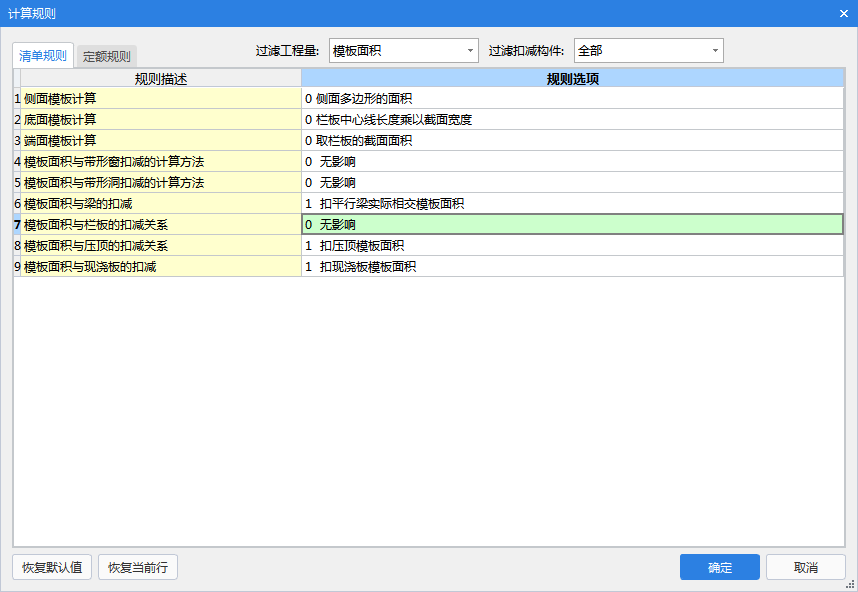 计算规则
清单规则 定额规则 过滤工程量: 模板面积 过滤扣减构件: 全部
规则描述 规则选项
1 侧面模板计算 0 侧面多边形的面积
2 底面模板计算 0 栏板中心线长度乘以截面宽度
3 端面模板计算 0 取栏板的截面面积
4 模板面积与带形窗扣减的计算方法 0 无影响
5 模板面积与带形洞扣减的计算方法 0 无影响
6 模板面积与梁的扣减 1 扣平行梁实际相交模板面积
7 模板面积与栏板的扣减关系 0 无影响
8 模板面积与压顶的扣减关系 1 扣压顶模板面积
9 模板面积与现浇板的扣减 1 扣现浇板模板面积
恢复默认值 恢复当前行 确定 取消